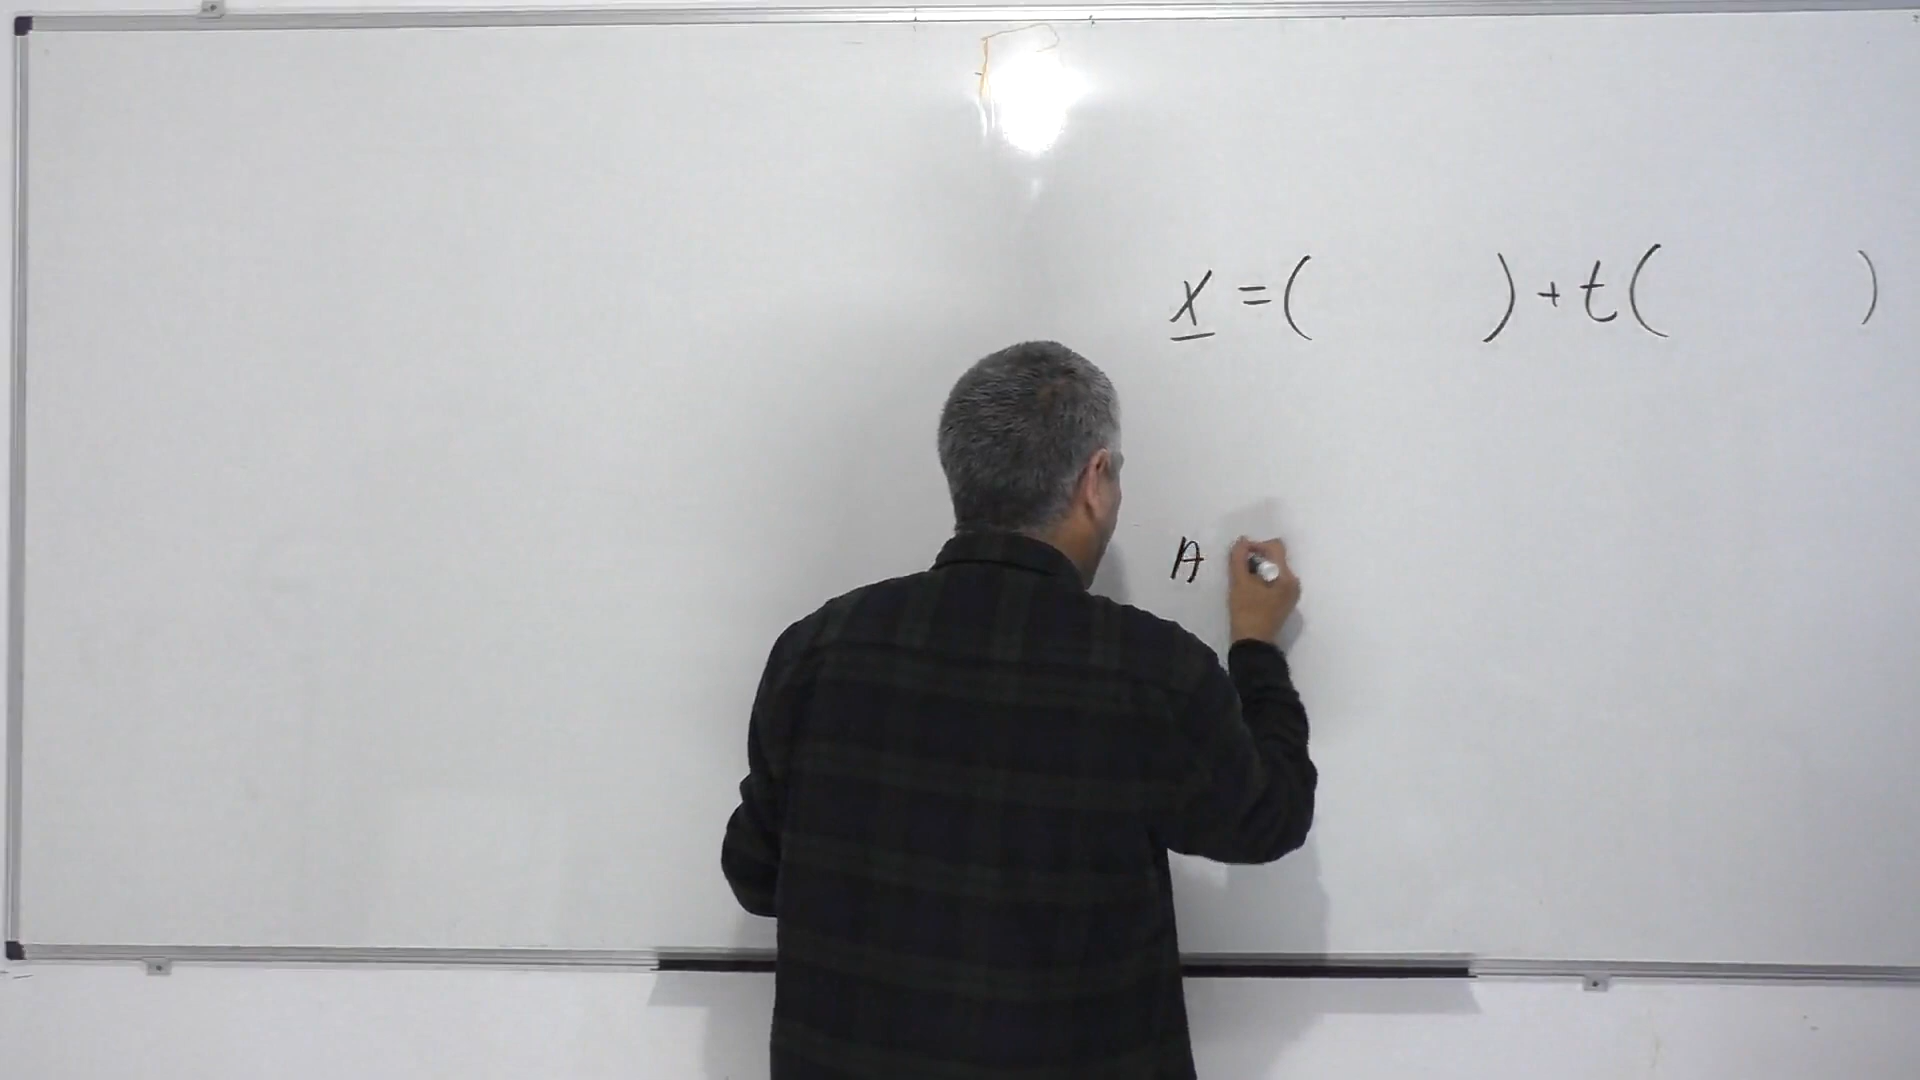 x = (        ) + t (        )
A